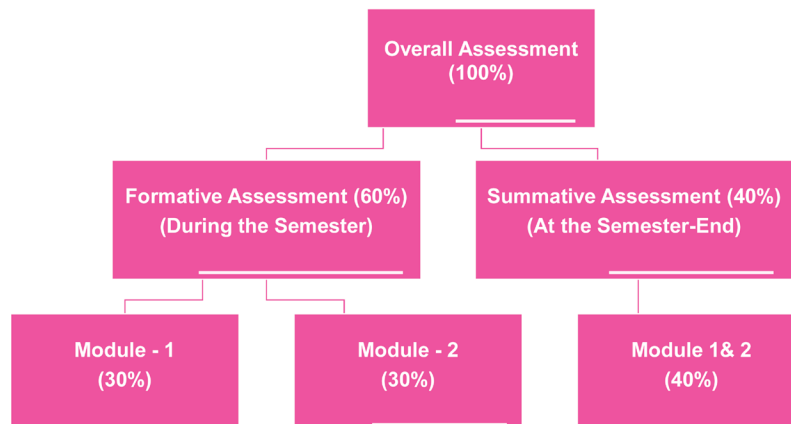 Overall Assessment
(100%)
Formative Assessment (60%)
(During the Semester)
Summative Assessment (40%)
(At the Semester-End)
Module - 1
(30%)
Module - 2
(30%)
Module 1& 2
(40%)